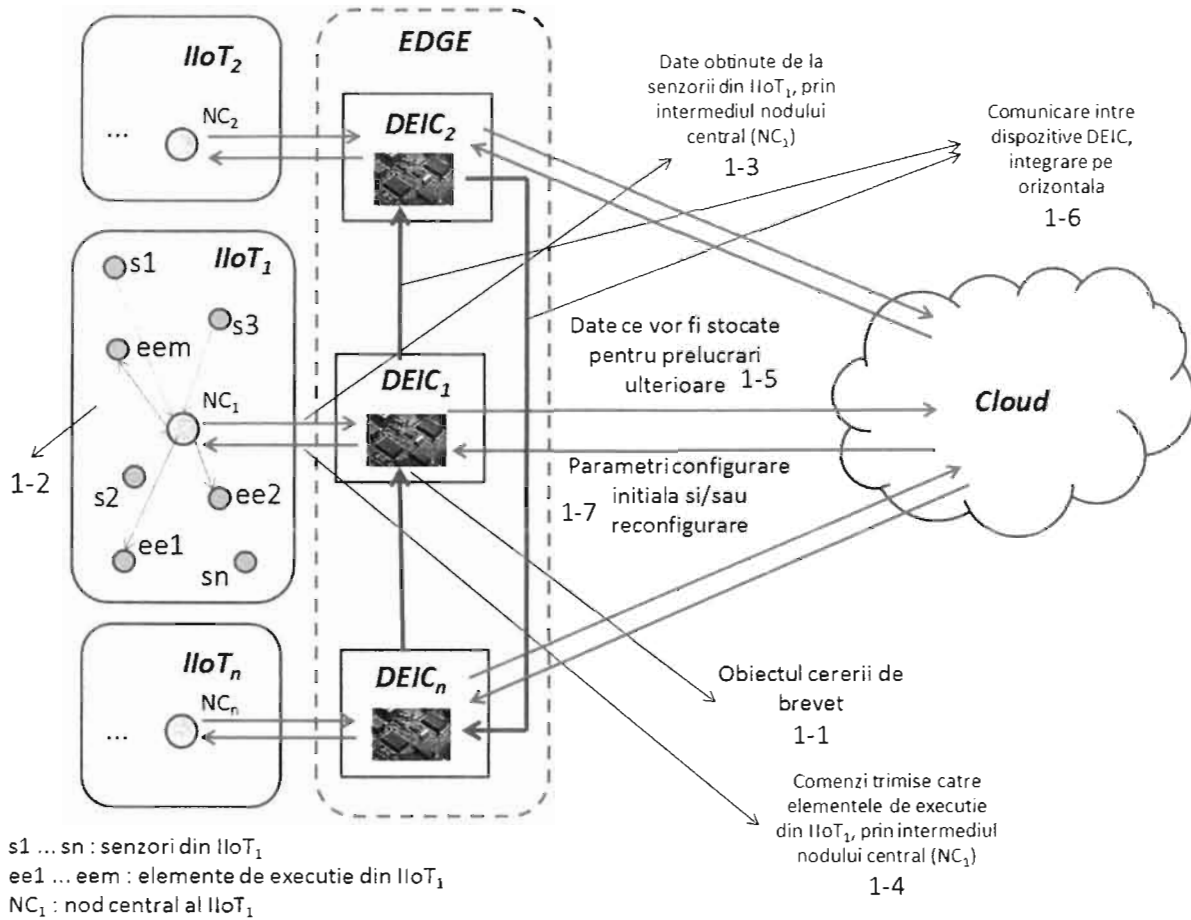 IIoT₂
NC₂
...
EDGE
DEIC₂
Date obtinute de la
senzorii din IIoT₁, prin
intermediul nodului
central (NC₁)
1-3
Comunicare intre
dispozitive DEIC,
integrare pe
orizontala
1-6
IIoT₁
s1
s3
eem
NC₁
s2
ee2
ee1
sn
1-2
DEIC₁
Date ce vor fi stocate
pentru prelucrari
ulterioare 1-5
Cloud
Parametri configurare
initiala si/sau
1-7 reconfigurare
IIoTₙ
NCₙ
...
DEICₙ
Obiectul cererii de
brevet
1-1
Comenzi trimise catre
elementele de executie
din IIoT₁, prin intermediul
nodului central (NC₁)
1-4
s1 ... sn : senzori din IIoT₁
ee1 ... eem : elemente de executie din IIoT₁
NC₁ : nod central al IIoT₁